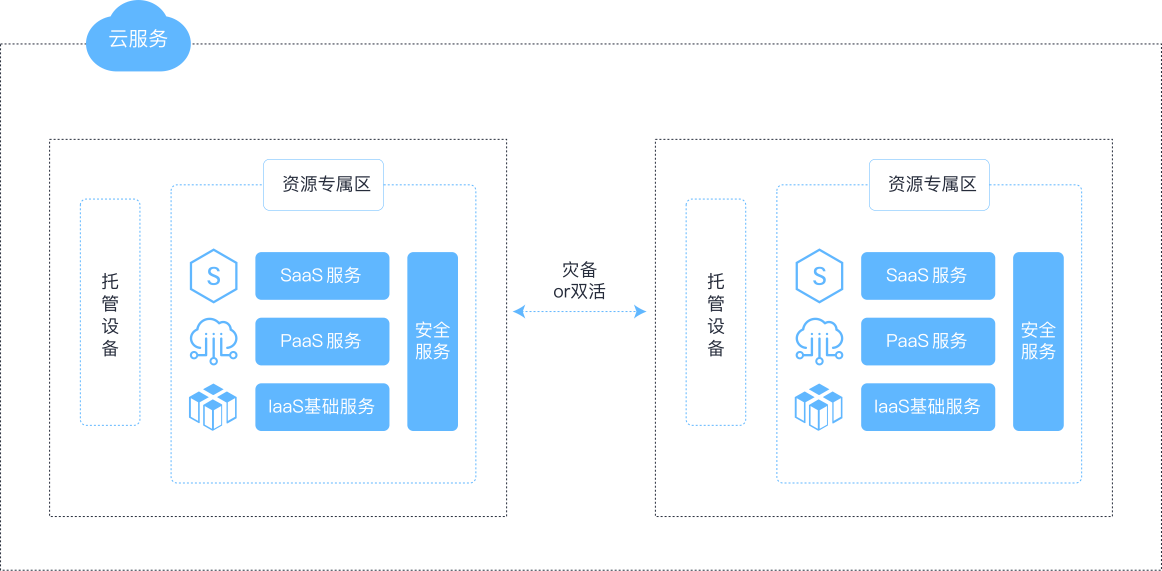 云服务
资源专属区
托
管
设
备
S
SaaS 服务
PaaS 服务
IaaS基础服务
安全
服务
灾备
or双活
资源专属区
托
管
设
备
S
SaaS 服务
PaaS 服务
IaaS基础服务
安全
服务